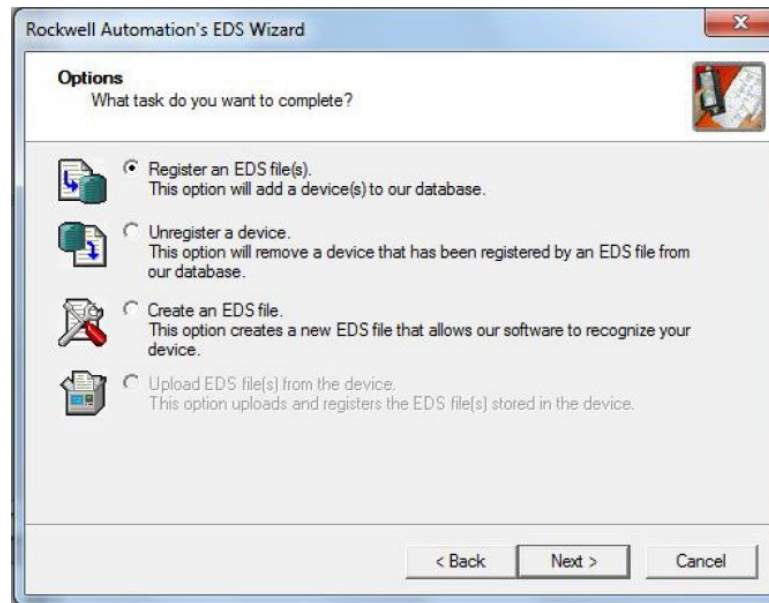 Rockwell Automation's EDS Wizard
Options
What task do you want to complete?
Register an EDS file(s).
This option will add a device(s) to our database.
Unregister a device.
This option will remove a device that has been registered by an EDS file from
our database.
Create an EDS file.
This option creates a new EDS file that allows our software to recognize your
device.
Upload EDS file(s) from the device.
This option uploads and registers the EDS file(s) stored in the device.
< Back Next > Cancel